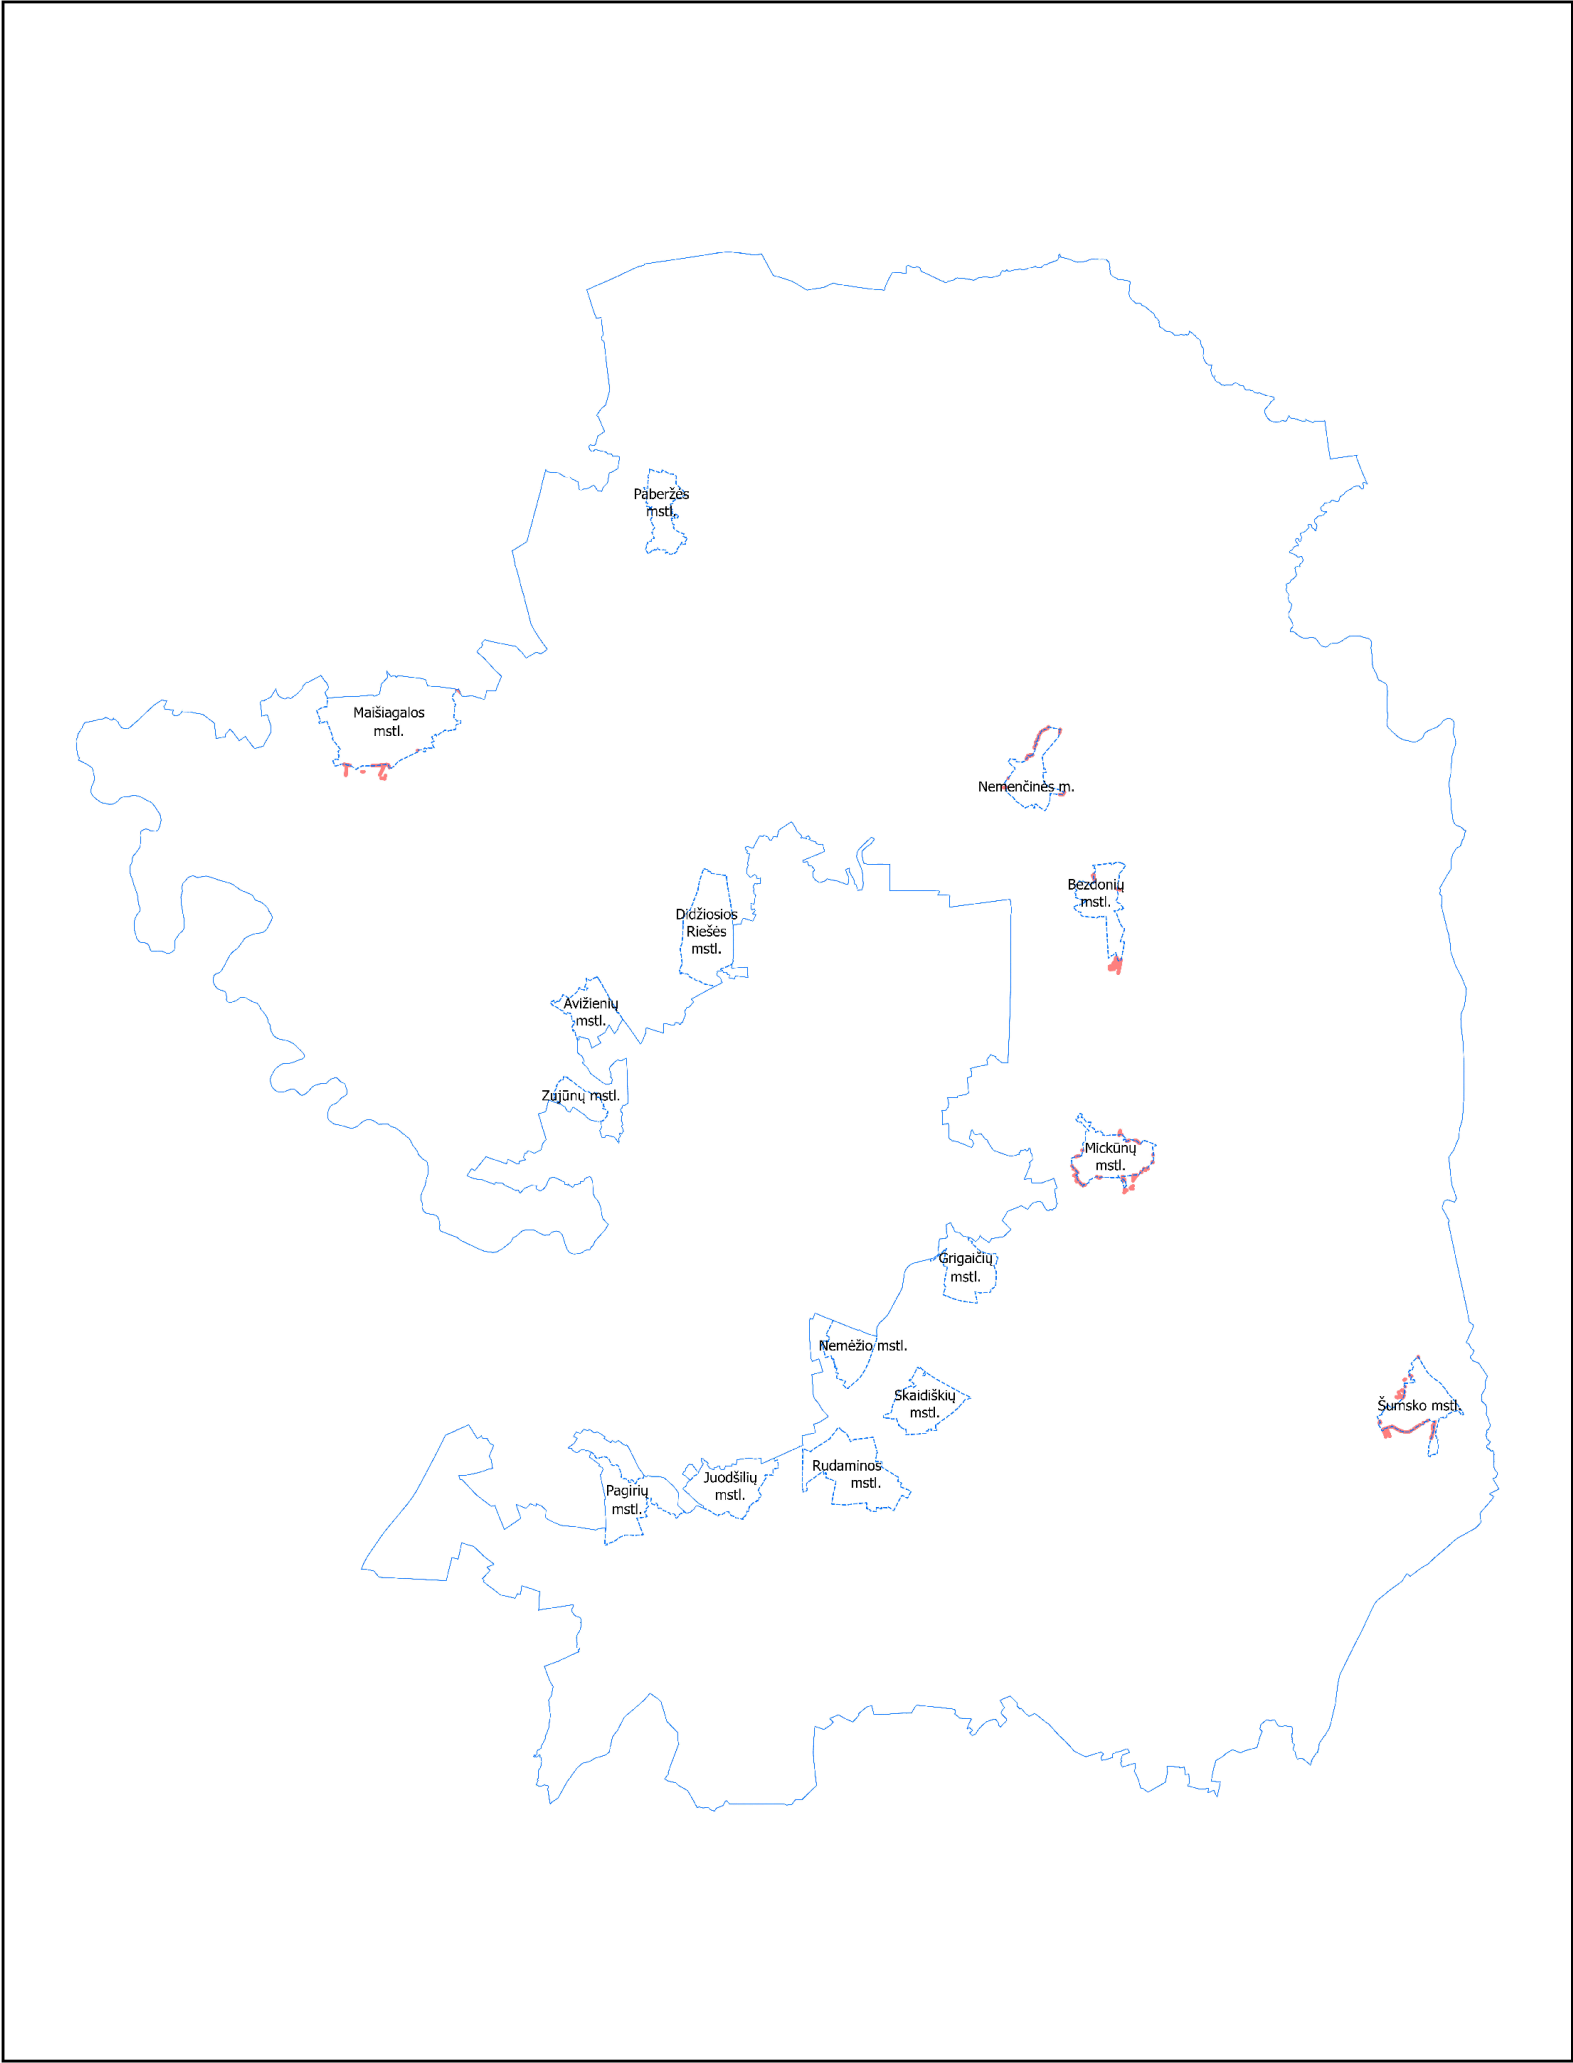 Paberžės
mstl.
Maišiagalos
mstl.
Nemenčinės m.
Bezdonių
mstl.
Didžiosios
Riešės
mstl.
Avižienių
mstl.
Zujūnų mstl.
Mickūnų
mstl.
Grigaičių
mstl.
Nemėžio mstl.
Skaidiškių
mstl.
Šumsko mstl.
Rudaminos
mstl.
Juodšilių
mstl.
Pagirių
mstl.